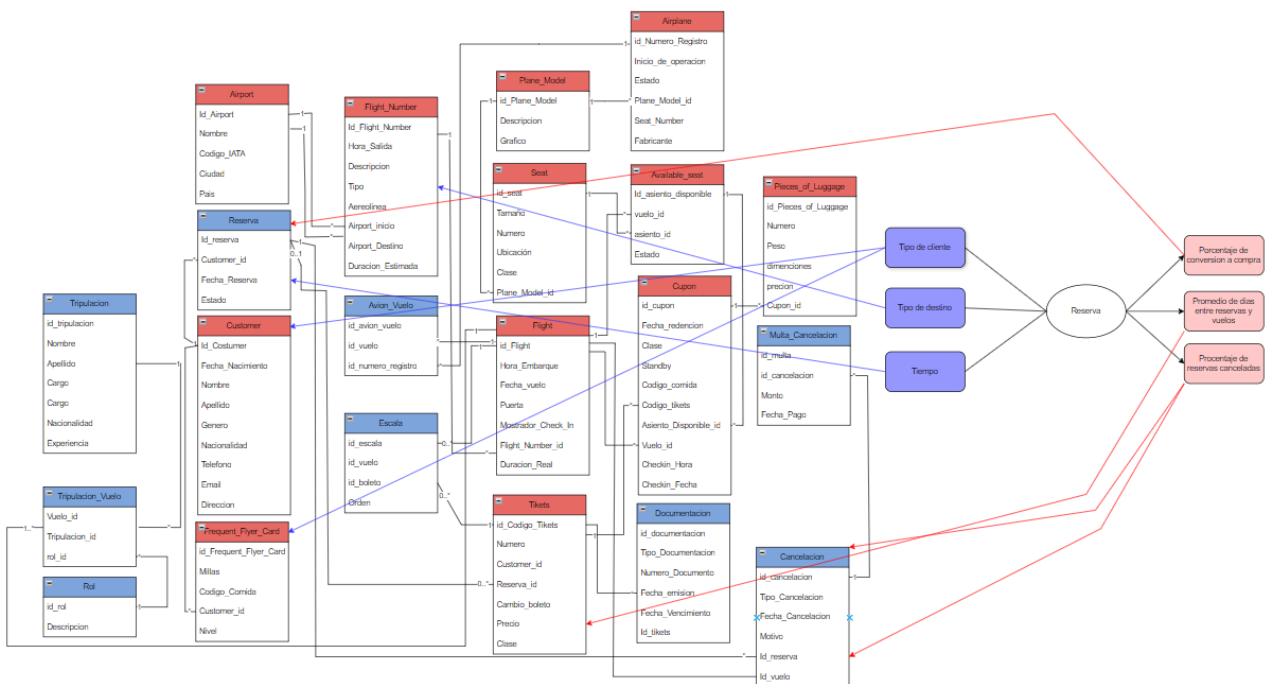 Airplane
id_Numero_Registro
Inicio_de_operacion
Estado
Plane_Model_id
Seat_Number
Fabricante
Plane_Model
id_Plane_Model
Descripcion
Grafico
Airport
Id_Airport
Nombre
Codigo_IATA
Ciudad
Pais
Flight_Number
Id_Flight_Number
Hora_Salida
Descripcion
Tipo
Aereolinea
Airport_inicio
Airport_Destino
Duracion_Estimada
Seat
id_seat
Tamaño
Numero
Ubicación
Clase
Plane_Model_id
Available_seat
Id_asiento_disponible
vuelo_id
asiento_id
Estado
Pieces_of_Luggage
id_Pieces_of_Luggage
Numero
Peso
dimenciones
precion
Cupon_id
Reserva
Id_reserva
Customer_id
Fecha_Reserva
Estado
Tripulacion
id_tripulacion
Nombre
Apellido
Cargo
Cargo
Nacionalidad
Experiencia
Customer
Id_Costumer
Fecha_Nacimiento
Nombre
Apellido
Genero
Nacionalidad
Telefono
Email
Direccion
Avion_Vuelo
id_avion_vuelo
id_vuelo
id_numero_registro
Flight
id_Flight
Hora_Embarque
Fecha_vuelo
Puerta
Mostrador_Check_In
Flight_Number_id
Duracion_Real
Cupon
id_cupon
Fecha_redencion
Clase
Standby
Codigo_comida
Codigo_tikets
Asiento_Disponible_id
Vuelo_id
Checkin_Hora
Checkin_Fecha
Multa_Cancelacion
id_multa
id_cancelacion
Monto
Fecha_Pago
Escala
id_escala
id_vuelo
id_boleto
Orden
Tripulacion_Vuelo
Vuelo_id
Tripulacion_id
rol_id
Rol
id_rol
Descripcion
Frequent_Flyer_Card
id_Frequent_Flyer_Card
Millas
Codigo_Comida
Customer_id
Nivel
Tikets
id_Codigo_Tikets
Numero
Customer_id
Reserva_id
Cambio_boleto
Precio
Clase
Documentacion
id_documentacion
Tipo_Documentacion
Numero_Documento
Fecha_emision
Fecha_Vencimiento
Id_tikets
Cancelacion
id_cancelacion
Tipo_Cancelacion
Fecha_Cancelacion
Motivo
Id_reserva
Id_vuelo
Tipo de cliente
Tipo de destino
Tiempo
Reserva
Porcentaje de
conversion a compra
Promedio de dias
entre reservas y
vuelos
Procentaje de
reservas canceladas
0..1
0..*
0..*
1..*